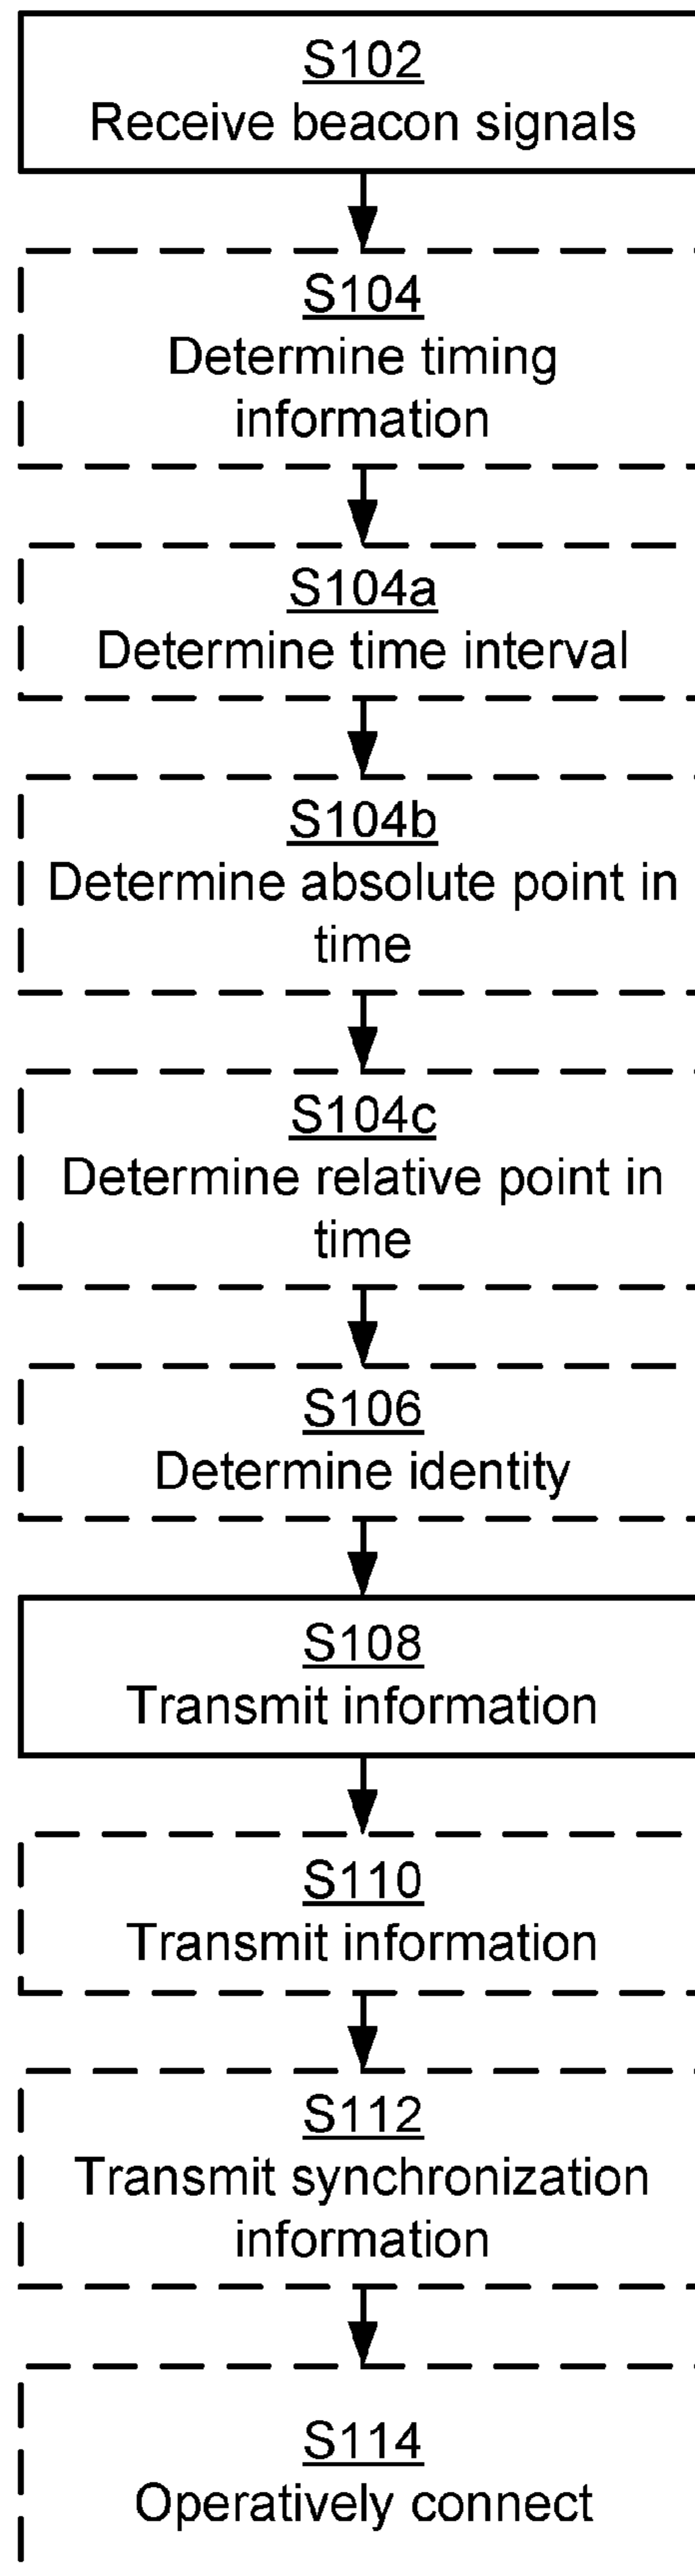 S102
Receive beacon signals
S104
Determine timing
information
S104a
Determine time interval
S104b
Determine absolute point in
time
S104c
Determine relative point in
time
S106
Determine identity
S108
Transmit information
S110
Transmit information
S112
Transmit synchronization
information
S114
Operatively connect